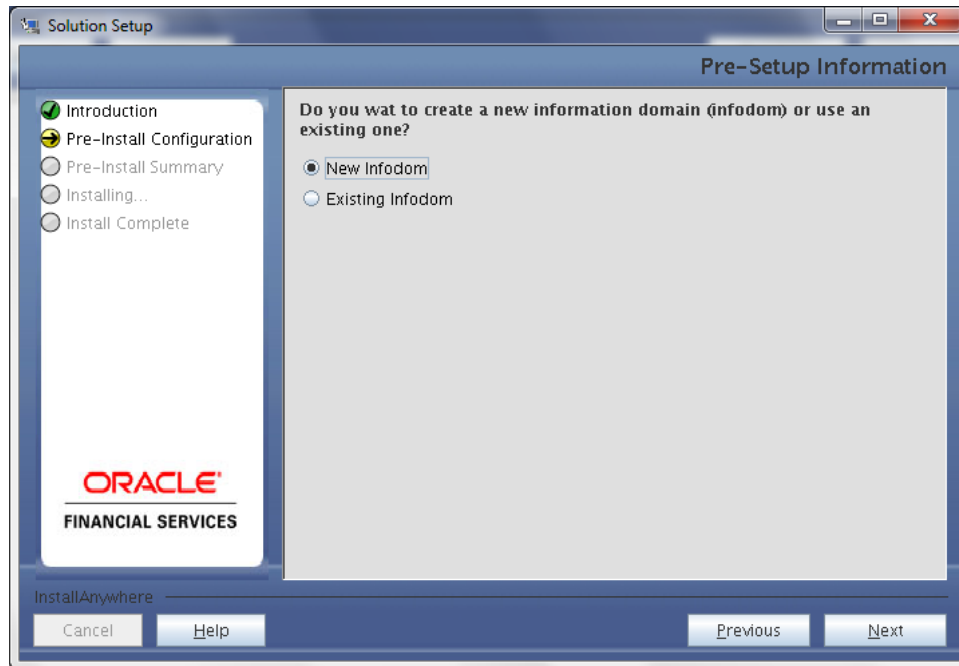 Solution Setup
Pre-Setup Information
Introduction
Pre-Install Configuration
Pre-Install Summary
Installing...
Install Complete
Do you wat to create a new information domain (infodom) or use an
existing one?
New Infodom
Existing Infodom
ORACLE
FINANCIAL SERVICES
InstallAnywhere
Cancel
Help
Previous
Next